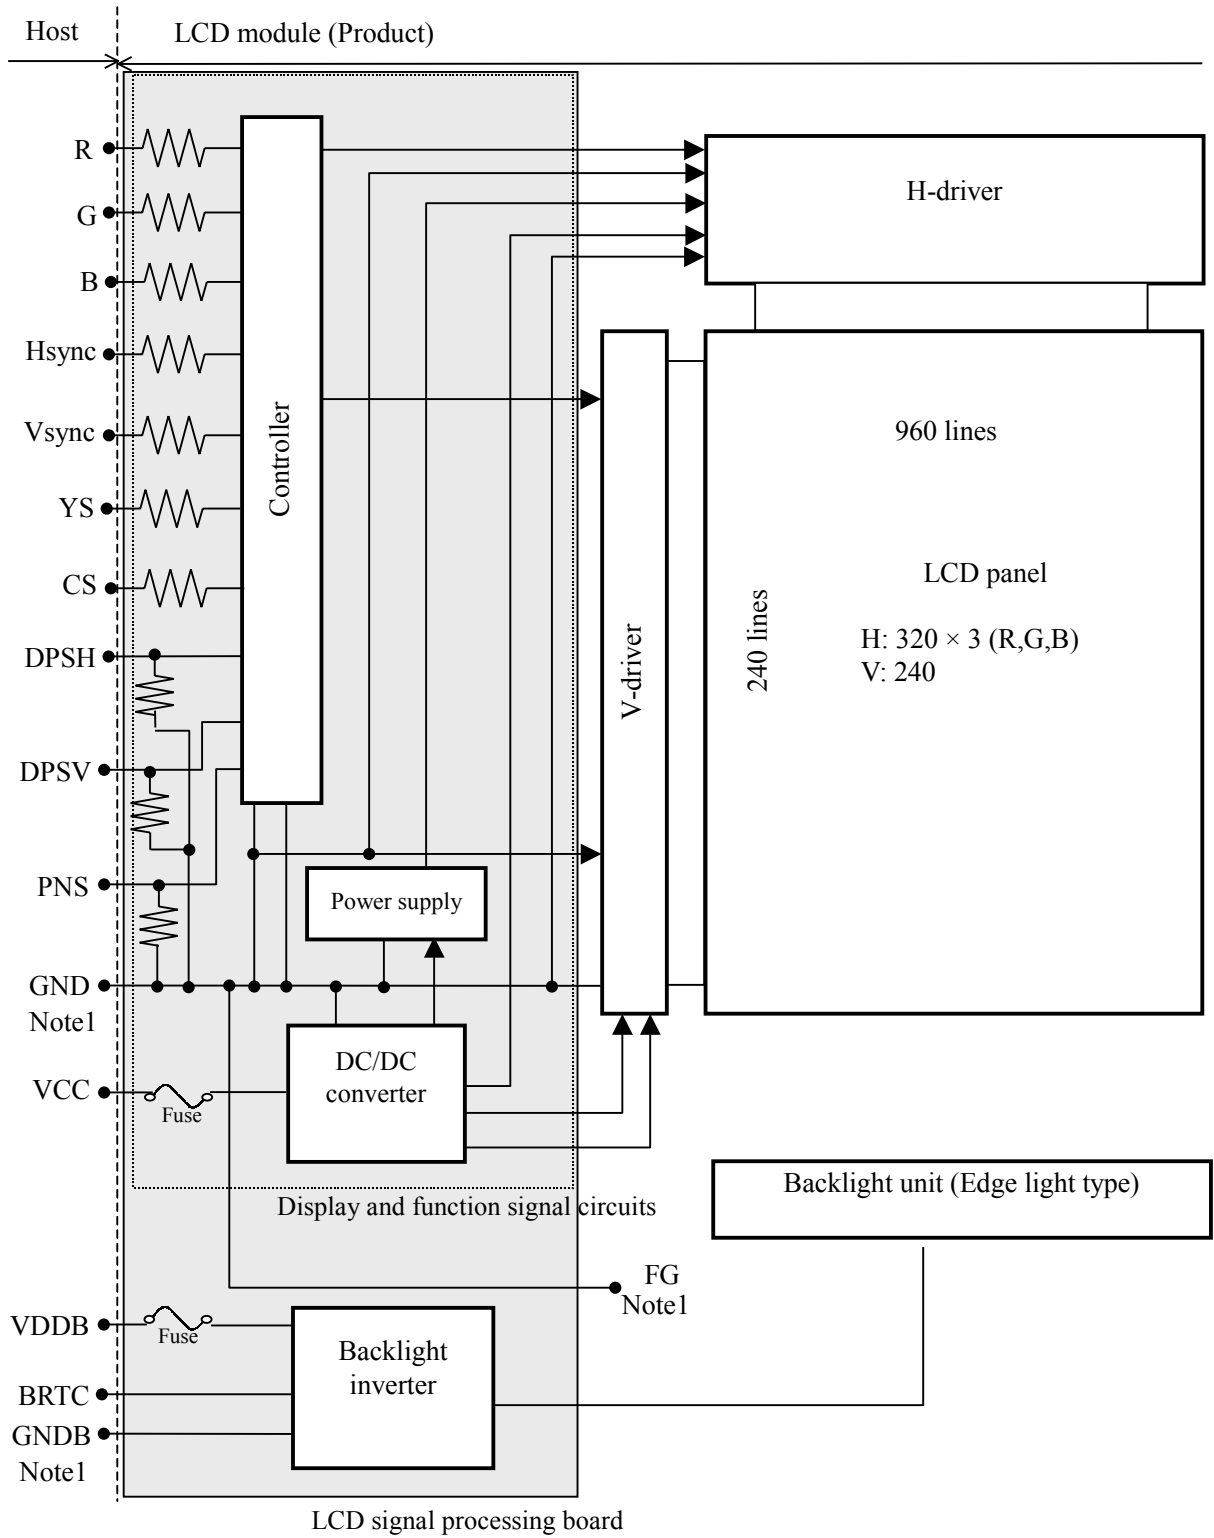 Host
LCD module (Product)
R
G
B
Hsync
Vsync
YS
CS
DPSH
DPSV
PNS
GND
Note1
VCC
Fuse
Controller
Power supply
DC/DC
converter
Display and function signal circuits
H-driver
V-driver
960 lines
240 lines
LCD panel
H: 320 × 3 (R,G,B)
V: 240
Backlight unit (Edge light type)
FG
Note1
VDDB
Fuse
BRTC
GNDB
Note1
Backlight
inverter
LCD signal processing board